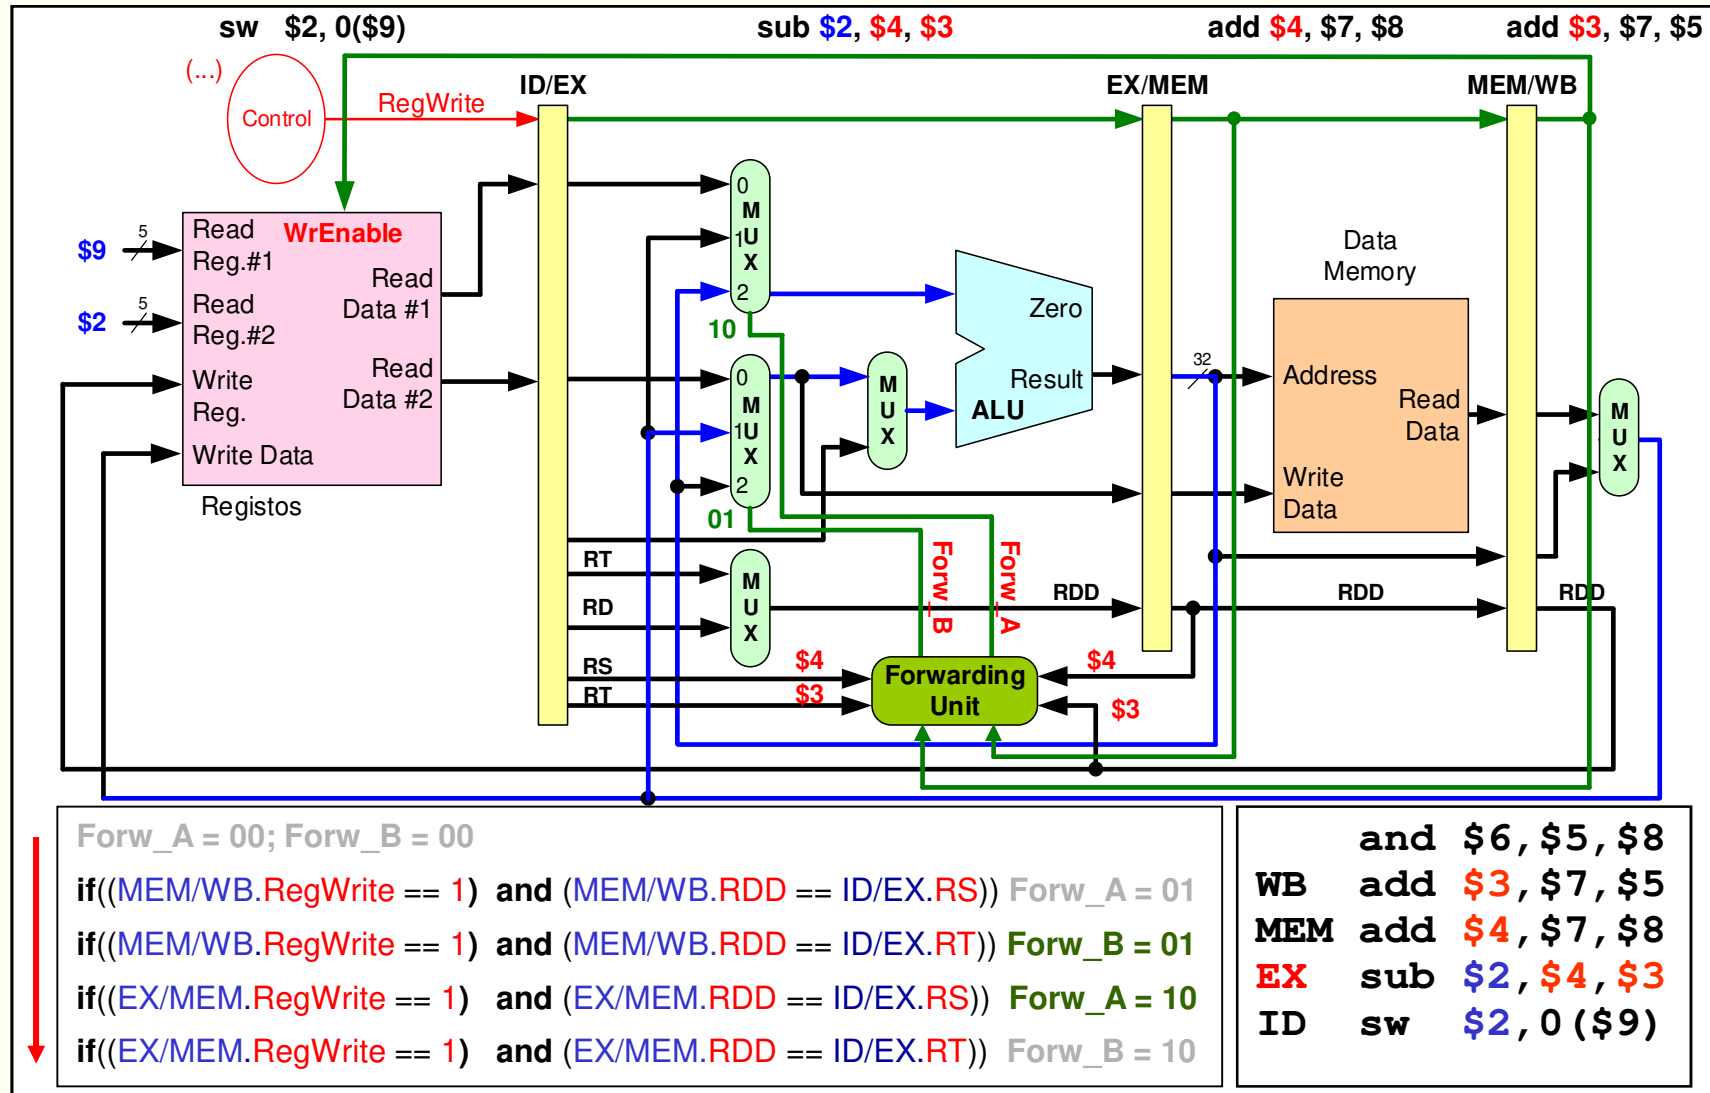 sw $2, 0($9)
sub $2, $4, $3
add $4, $7, $8
add $3, $7, $5
(...)
Control
RegWrite
ID/EX
EX/MEM
MEM/WB
$9
5
Read
Reg.#1
WrEnable
Read
Data #1
$2
5
Read
Reg.#2
Write
Reg.
Read
Data #2
Write Data
Registos
0
M
1U
X
2
10
0
M
1U
X
2
01
M
U
X
Zero
Result
ALU
32
Data
Memory
Address
Read
Data
Write
Data
M
U
X
RT
RD
M
U
X
RDD
RDD
RDD
Forw_B
Forw_A
RS
$4
RT
$3
Forwarding
Unit
$4
$3
Forw_A = 00; Forw_B = 00
if((MEM/WB.RegWrite == 1) and (MEM/WB.RDD == ID/EX.RS)) Forw_A = 01
if((MEM/WB.RegWrite == 1) and (MEM/WB.RDD == ID/EX.RT)) Forw_B = 01
if((EX/MEM.RegWrite == 1) and (EX/MEM.RDD == ID/EX.RS)) Forw_A = 10
if((EX/MEM.RegWrite == 1) and (EX/MEM.RDD == ID/EX.RT)) Forw_B = 10
and $6,$5,$8
WB add $3,$7,$5
MEM add $4,$7,$8
EX sub $2,$4,$3
ID sw $2,0($9)